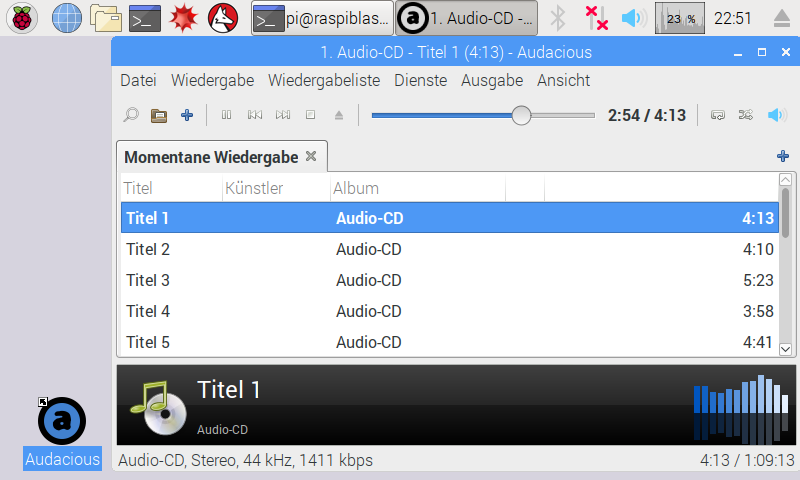 pi@raspiblas...
1. Audio-CD -...
23 %
22:51
1. Audio-CD - Titel 1 (4:13) - Audacious
Datei Wiedergabe Wiedergabeliste Dienste Ausgabe Ansicht
2:54 / 4:13
Momentane Wiedergabe
Titel Künstler Album
Titel 1 Audio-CD 4:13
Titel 2 Audio-CD 4:10
Titel 3 Audio-CD 5:23
Titel 4 Audio-CD 3:58
Titel 5 Audio-CD 4:41
Titel 1
Audio-CD
a
Audacious
Audio-CD, Stereo, 44 kHz, 1411 kbps 4:13 / 1:09:13